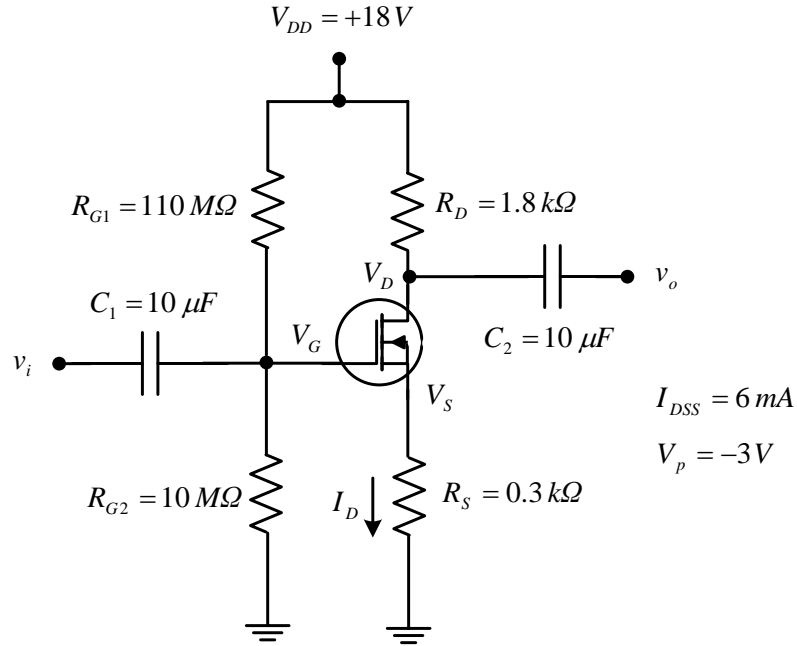 V_DD = +18 V
R_G1 = 110 MΩ
R_D = 1.8 kΩ
C_1 = 10 μF
V_D
v_o
V_G
C_2 = 10 μF
v_i
V_S
I_DSS = 6 mA
V_p = −3 V
R_G2 = 10 MΩ
I_D
R_S = 0.3 kΩ